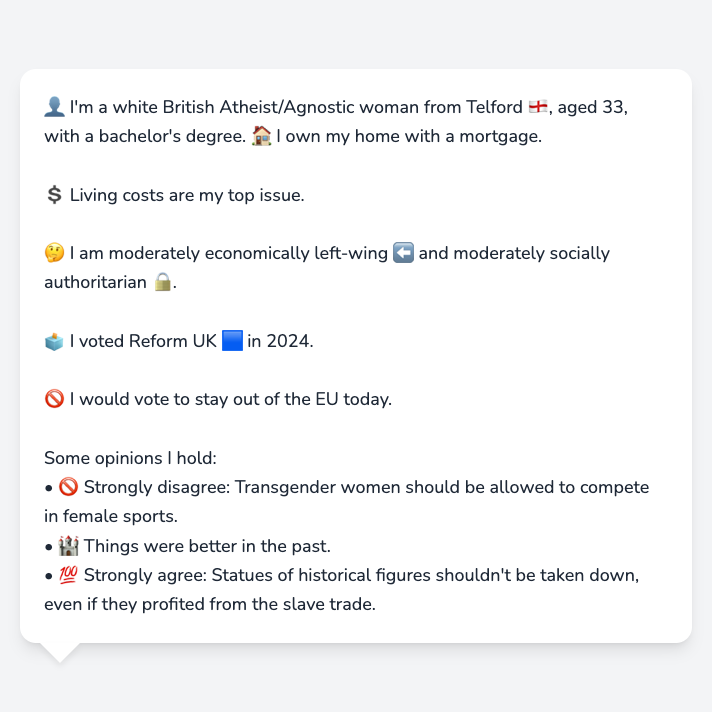 👤 I'm a white British Atheist/Agnostic woman from Telford 🏴󠁧󠁢󠁥󠁮󠁧󠁿, aged 33,
with a bachelor's degree. 🏠 I own my home with a mortgage.
💲 Living costs are my top issue.
🤔 I am moderately economically left-wing ⬅️ and moderately socially
authoritarian 🔒.
🗳️ I voted Reform UK 🟦 in 2024.
🚫 I would vote to stay out of the EU today.
Some opinions I hold:
• 🚫 Strongly disagree: Transgender women should be allowed to compete
in female sports.
• 🏰 Things were better in the past.
• 💯 Strongly agree: Statues of historical figures shouldn't be taken down,
even if they profited from the slave trade.